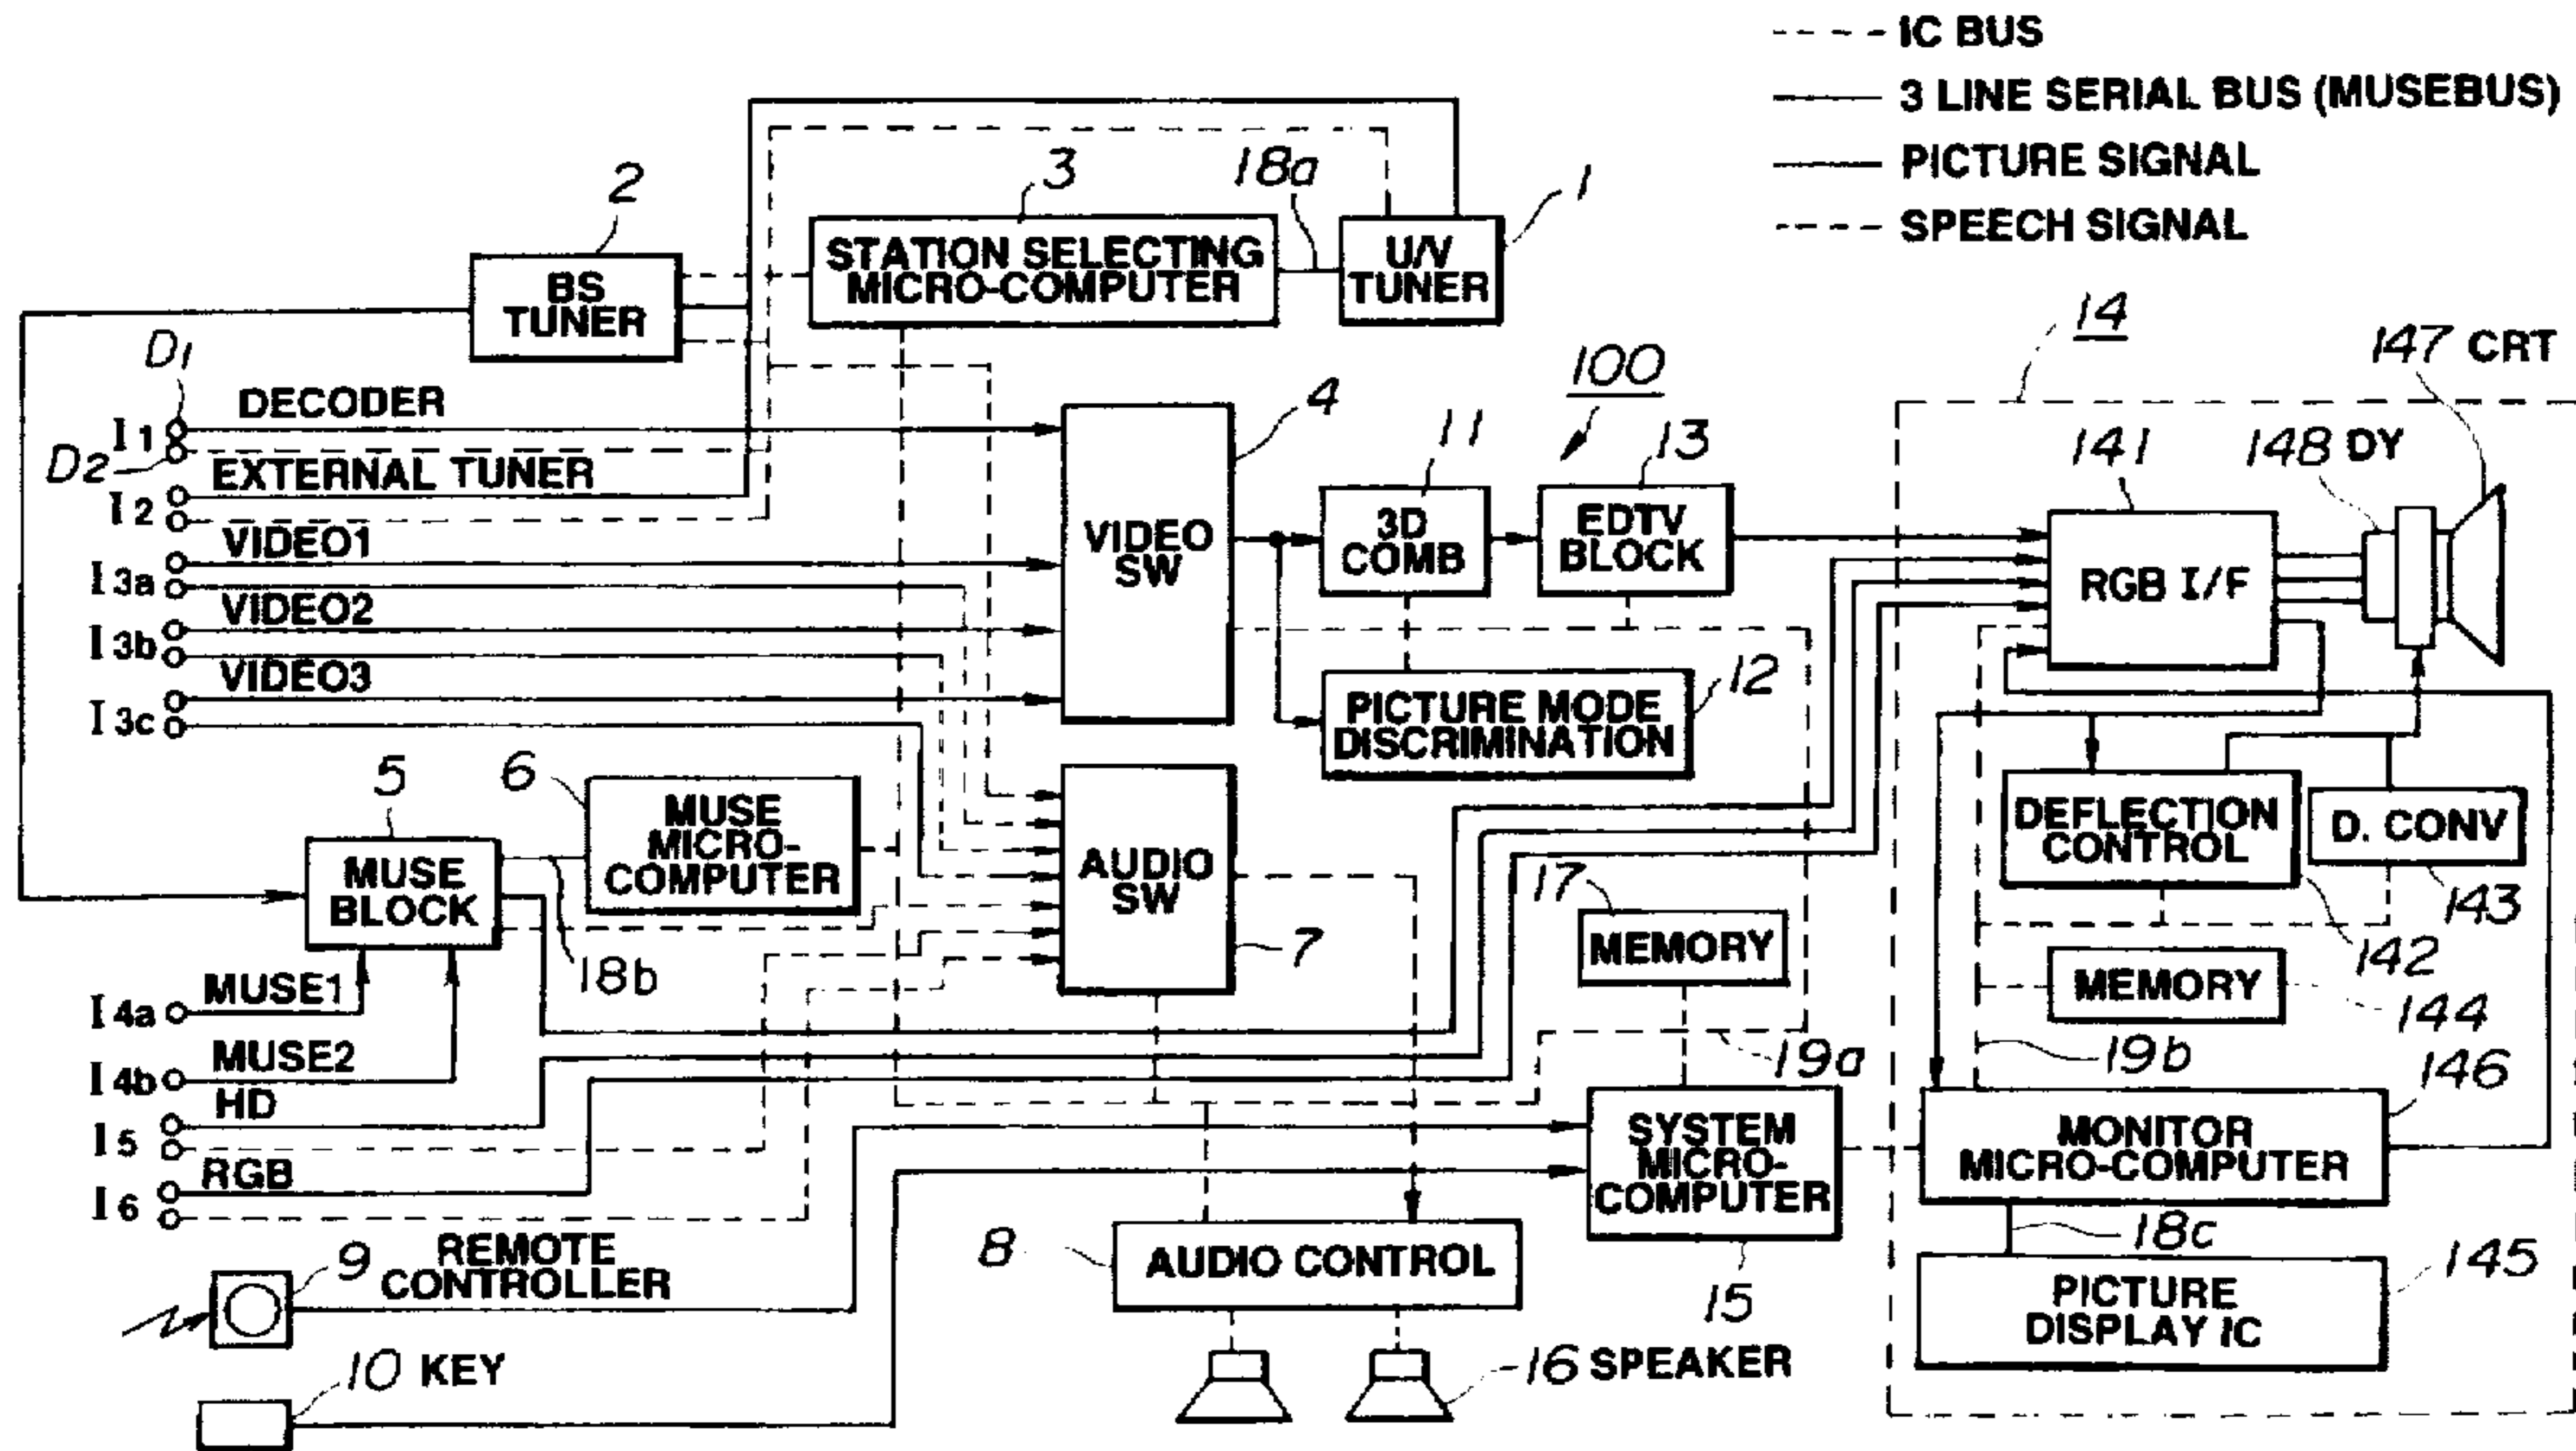 IC BUS
3 LINE SERIAL BUS (MUSEBUS)
PICTURE SIGNAL
SPEECH SIGNAL
2
3
18a
1
BS
TUNER
STATION SELECTING
MICRO-COMPUTER
U/V
TUNER
14
147 CRT
D1
DECODER
I1
D2
EXTERNAL TUNER
I2
VIDEO1
I3a
VIDEO2
I3b
VIDEO3
I3c
4
VIDEO
SW
100
11
3D
COMB
13
EDTV
BLOCK
12
PICTURE MODE
DISCRIMINATION
141
RGB I/F
148 DY
5
MUSE
BLOCK
6
MUSE
MICRO-
COMPUTER
18b
AUDIO
SW
7
17
MEMORY
DEFLECTION
CONTROL
D. CONV
143
142
MEMORY
144
I4a
MUSE1
I4b
MUSE2
HD
I5
RGB
I6
19a
19b
146
SYSTEM
MICRO-
COMPUTER
15
MONITOR
MICRO-COMPUTER
18c
145
PICTURE
DISPLAY IC
9
REMOTE
CONTROLLER
8
AUDIO CONTROL
10 KEY
16 SPEAKER